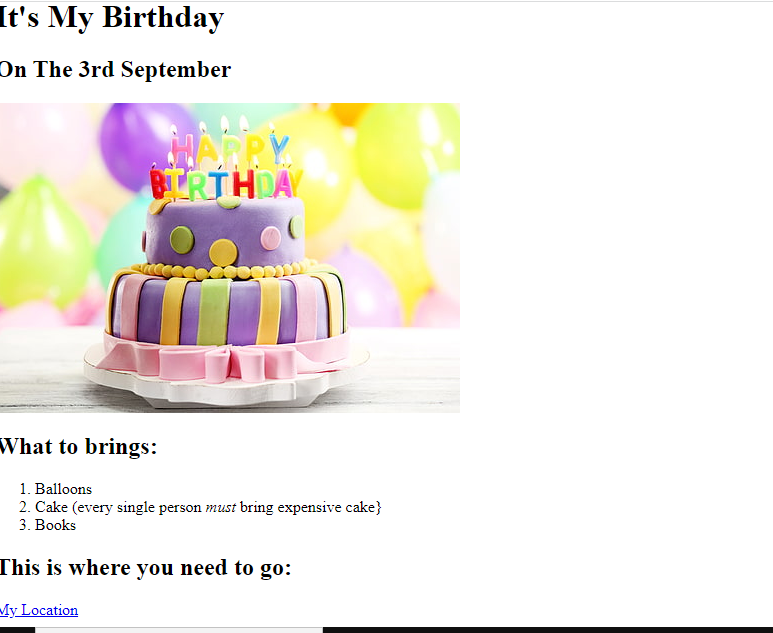 It's My Birthday
On The 3rd September
HAPPY
BIRTHDAY
What to brings:
1. Balloons
2. Cake (every single person must bring expensive cake}
3. Books
This is where you need to go:
My Location